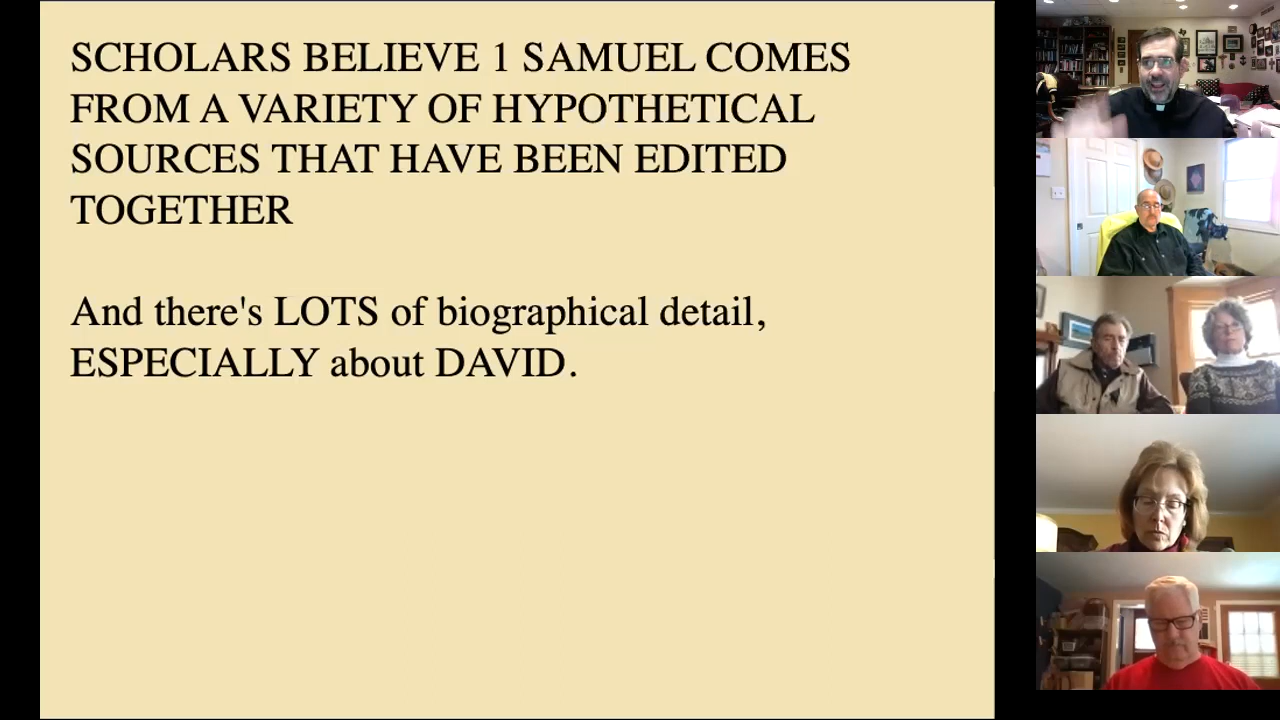 SCHOLARS BELIEVE 1 SAMUEL COMES
FROM A VARIETY OF HYPOTHETICAL
SOURCES THAT HAVE BEEN EDITED
TOGETHER
And there's LOTS of biographical detail,
ESPECIALLY about DAVID.